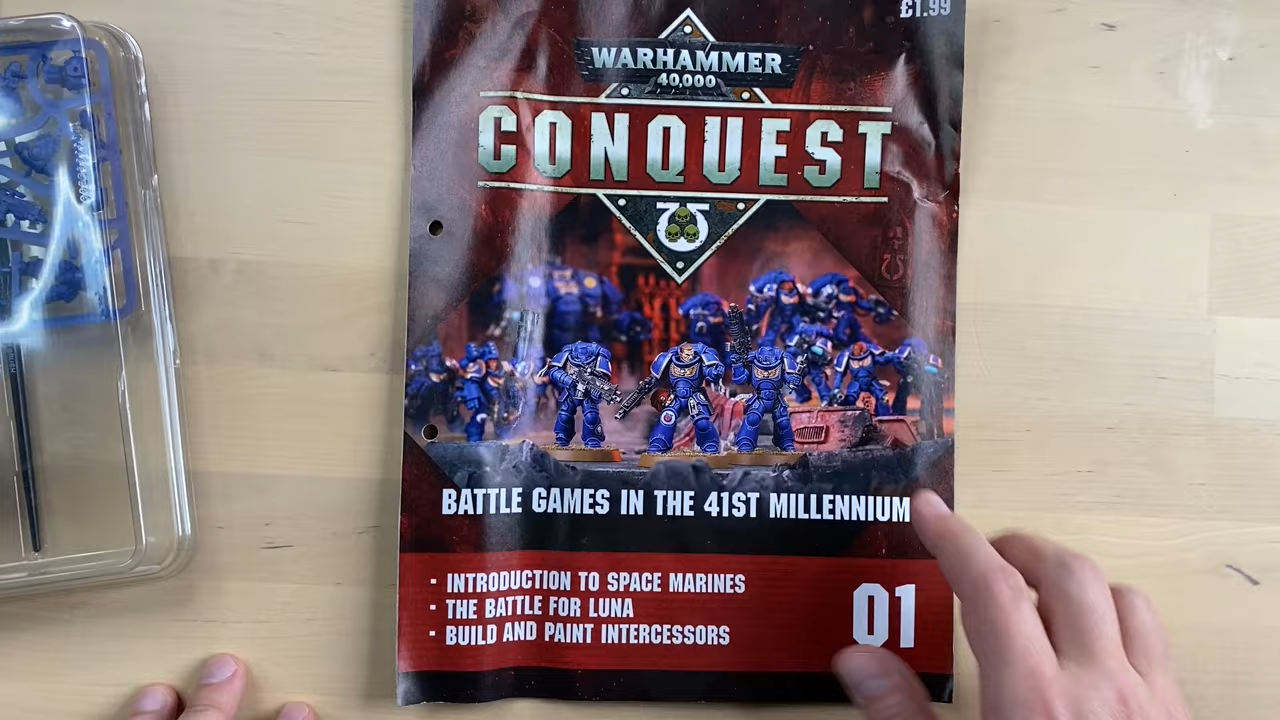 £1.99
WARHAMMER
40,000
CONQUEST
BATTLE GAMES IN THE 41ST MILLENNIUM
· INTRODUCTION TO SPACE MARINES
· THE BATTLE FOR LUNA
· BUILD AND PAINT INTERCESSORS
01